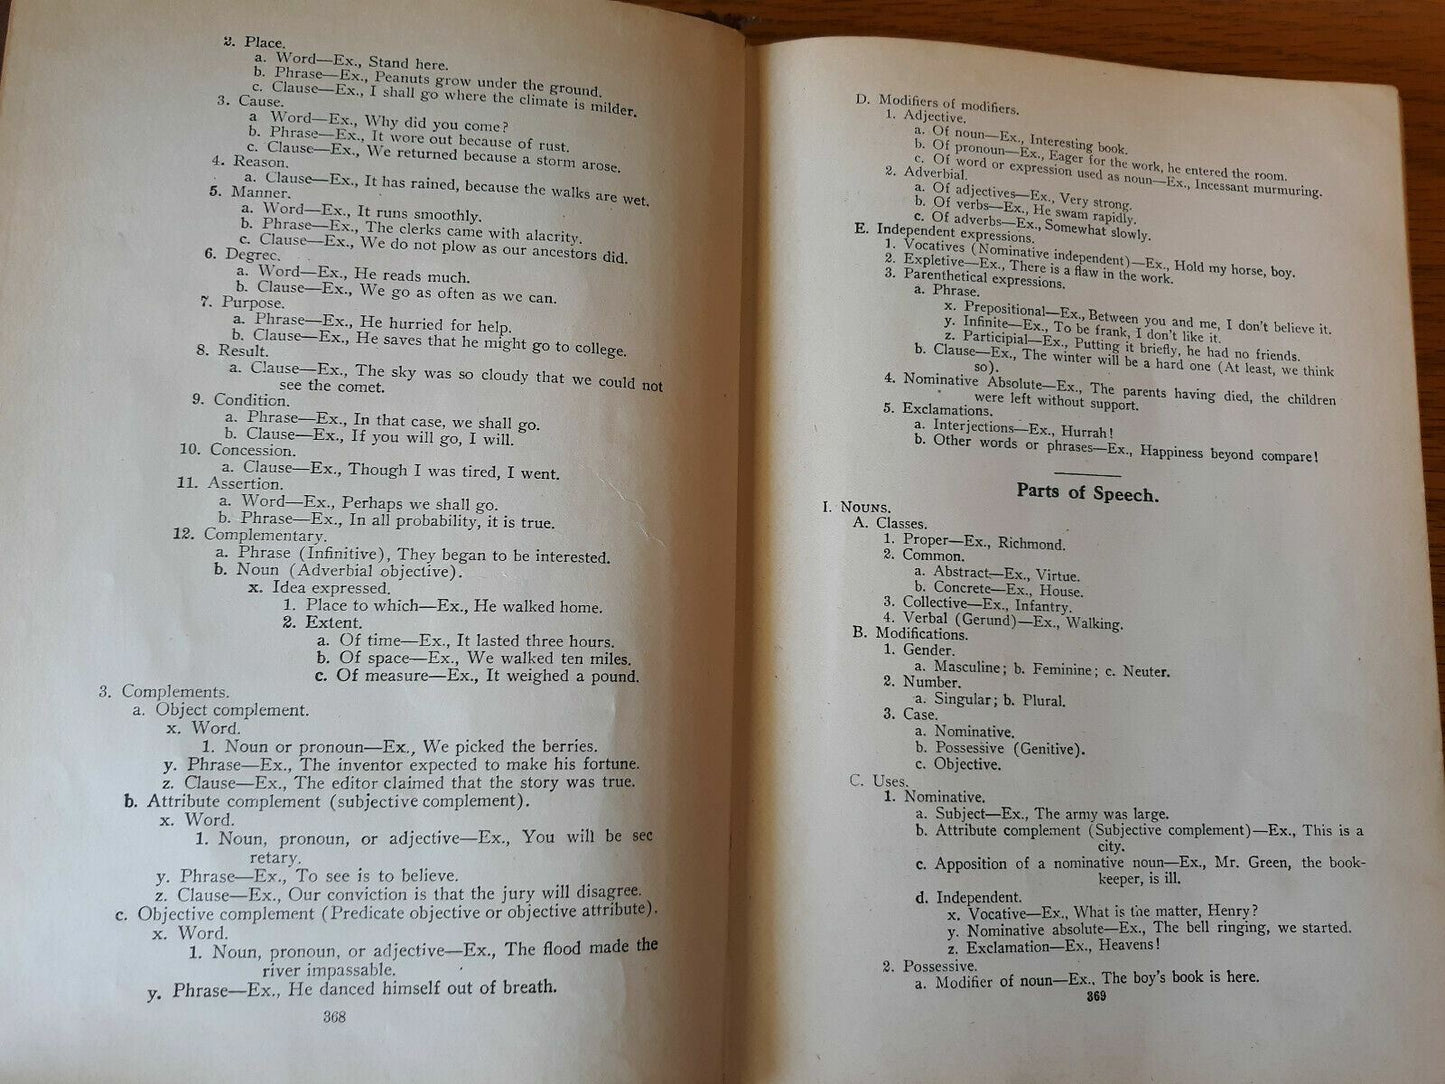 2. Place.
a. Word—Ex., Stand here.
b. Phrase—Ex., Peanuts grow under the ground.
c. Clause—Ex., I shall go where the climate is milder.
3. Cause.
a Word—Ex., Why did you come?
b. Phrase—Ex., It wore out because of rust.
c. Clause—Ex., We returned because a storm arose.
4. Reason.
a. Clause—Ex., It has rained, because the walks are wet.
5. Manner.
a. Word—Ex., It runs smoothly.
b. Phrase—Ex., The clerks came with alacrity.
c. Clause—Ex., We do not plow as our ancestors did.
6. Degree.
a. Word—Ex., He reads much.
b. Clause—Ex., We go as often as we can.
7. Purpose.
a. Phrase—Ex., He hurried for help.
b. Clause—Ex., He saves that he might go to college.
8. Result.
a. Clause—Ex., The sky was so cloudy that we could not
see the comet.
9. Condition.
a. Phrase—Ex., In that case, we shall go.
b. Clause—Ex., If you will go, I will.
10. Concession.
a. Clause—Ex., Though I was tired, I went.
11. Assertion.
a. Word—Ex., Perhaps we shall go.
b. Phrase—Ex., In all probability, it is true.
12. Complementary.
a. Phrase (Infinitive), They began to be interested.
b. Noun (Adverbial objective).
x. Idea expressed.
1. Place to which—Ex., He walked home.
2. Extent.
a. Of time—Ex., It lasted three hours.
b. Of space—Ex., We walked ten miles.
c. Of measure—Ex., It weighed a pound.
3. Complements.
a. Object complement.
x. Word.
1. Noun or pronoun—Ex., We picked the berries.
y. Phrase—Ex., The inventor expected to make his fortune.
z. Clause—Ex., The editor claimed that the story was true.
b. Attribute complement (subjective complement).
x. Word.
1. Noun, pronoun, or adjective—Ex., You will be sec
retary.
y. Phrase—Ex., To see is to believe.
z. Clause—Ex., Our conviction is that the jury will disagree.
c. Objective complement (Predicate objective or objective attribute).
x. Word.
1. Noun, pronoun, or adjective—Ex., The flood made the
river impassable.
y. Phrase—Ex., He danced himself out of breath.
368
D. Modifiers of modifiers.
1. Adjective.
a. Of noun—Ex., Interesting book.
b. Of pronoun—Ex., Eager for the work, he entered the room.
c. Of word or expression used as noun—Ex., Incessant murmuring.
2. Adverbial.
a. Of adjectives—Ex., Very strong.
b. Of verbs—Ex., He swam rapidly.
c. Of adverbs—Ex., Somewhat slowly.
E. Independent expressions.
1. Vocatives (Nominative independent)—Ex., Hold my horse, boy.
2. Expletive—Ex., There is a flaw in the work.
3. Parenthetical expressions.
a. Phrase.
x. Prepositional—Ex., Between you and me, I don't believe it.
y. Infinite—Ex., To be frank, I don't like it.
z. Participial—Ex., Putting it briefly, he had no friends.
b. Clause—Ex., The winter will be a hard one (At least, we think
so).
4. Nominative Absolute—Ex., The parents having died, the children
were left without support.
5. Exclamations.
a. Interjections—Ex., Hurrah!
b. Other words or phrases—Ex., Happiness beyond compare!
Parts of Speech.
I. NOUNS.
A. Classes.
1. Proper—Ex., Richmond.
2. Common.
a. Abstract—Ex., Virtue.
b. Concrete—Ex., House.
3. Collective—Ex., Infantry.
4. Verbal (Gerund)—Ex., Walking.
B. Modifications.
1. Gender.
a. Masculine; b. Feminine; c. Neuter.
2. Number.
a. Singular; b. Plural.
3. Case.
a. Nominative.
b. Possessive (Genitive).
c. Objective.
C. Uses.
1. Nominative.
a. Subject—Ex., The army was large.
b. Attribute complement (Subjective complement)—Ex., This is a
city.
c. Apposition of a nominative noun—Ex., Mr. Green, the book-
keeper, is ill.
d. Independent.
x. Vocative—Ex., What is the matter, Henry?
y. Nominative absolute—Ex., The bell ringing, we started.
z. Exclamation—Ex., Heavens!
2. Possessive.
a. Modifier of noun—Ex., The boy's book is here.
369